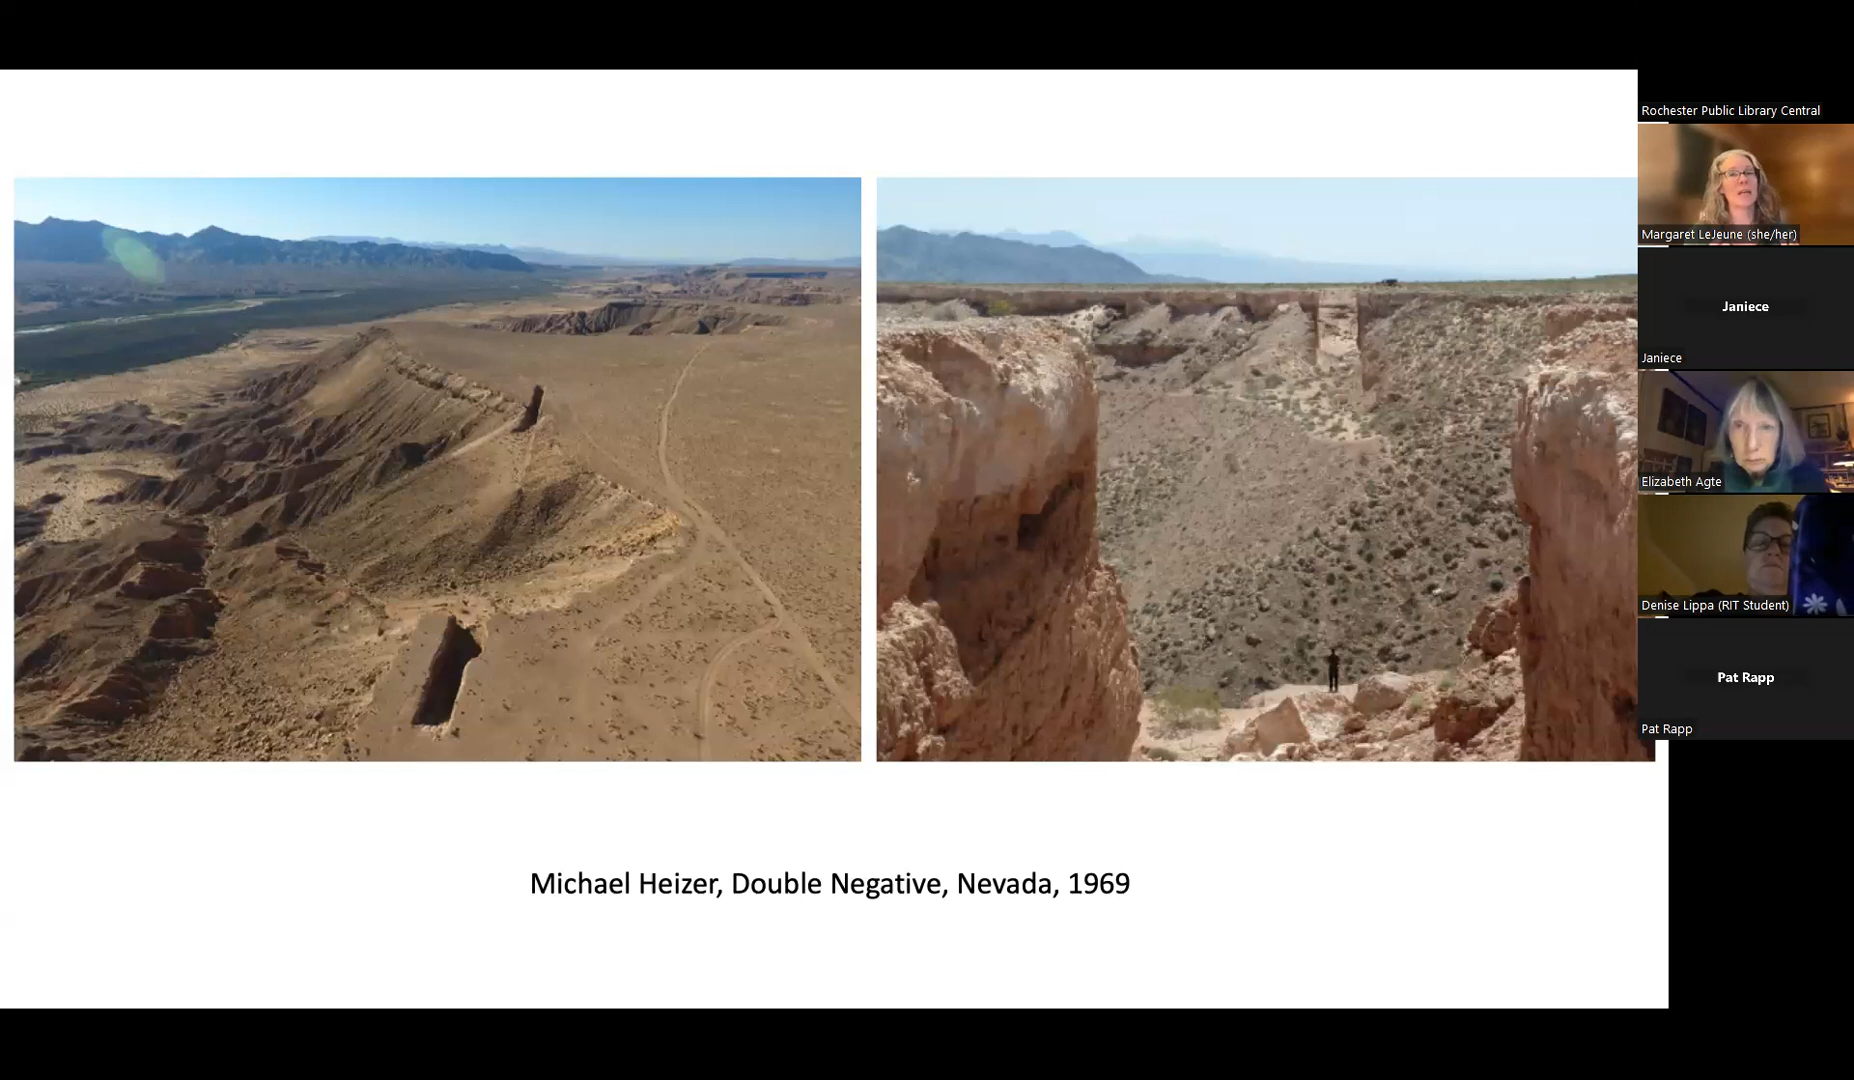 Rochester Public Library Central
Margaret LeJeune (she/her)
Janiece
Janiece
Elizabeth Agte
Denise Lippa (RIT Student)
Pat Rapp
Pat Rapp
Michael Heizer, Double Negative, Nevada, 1969